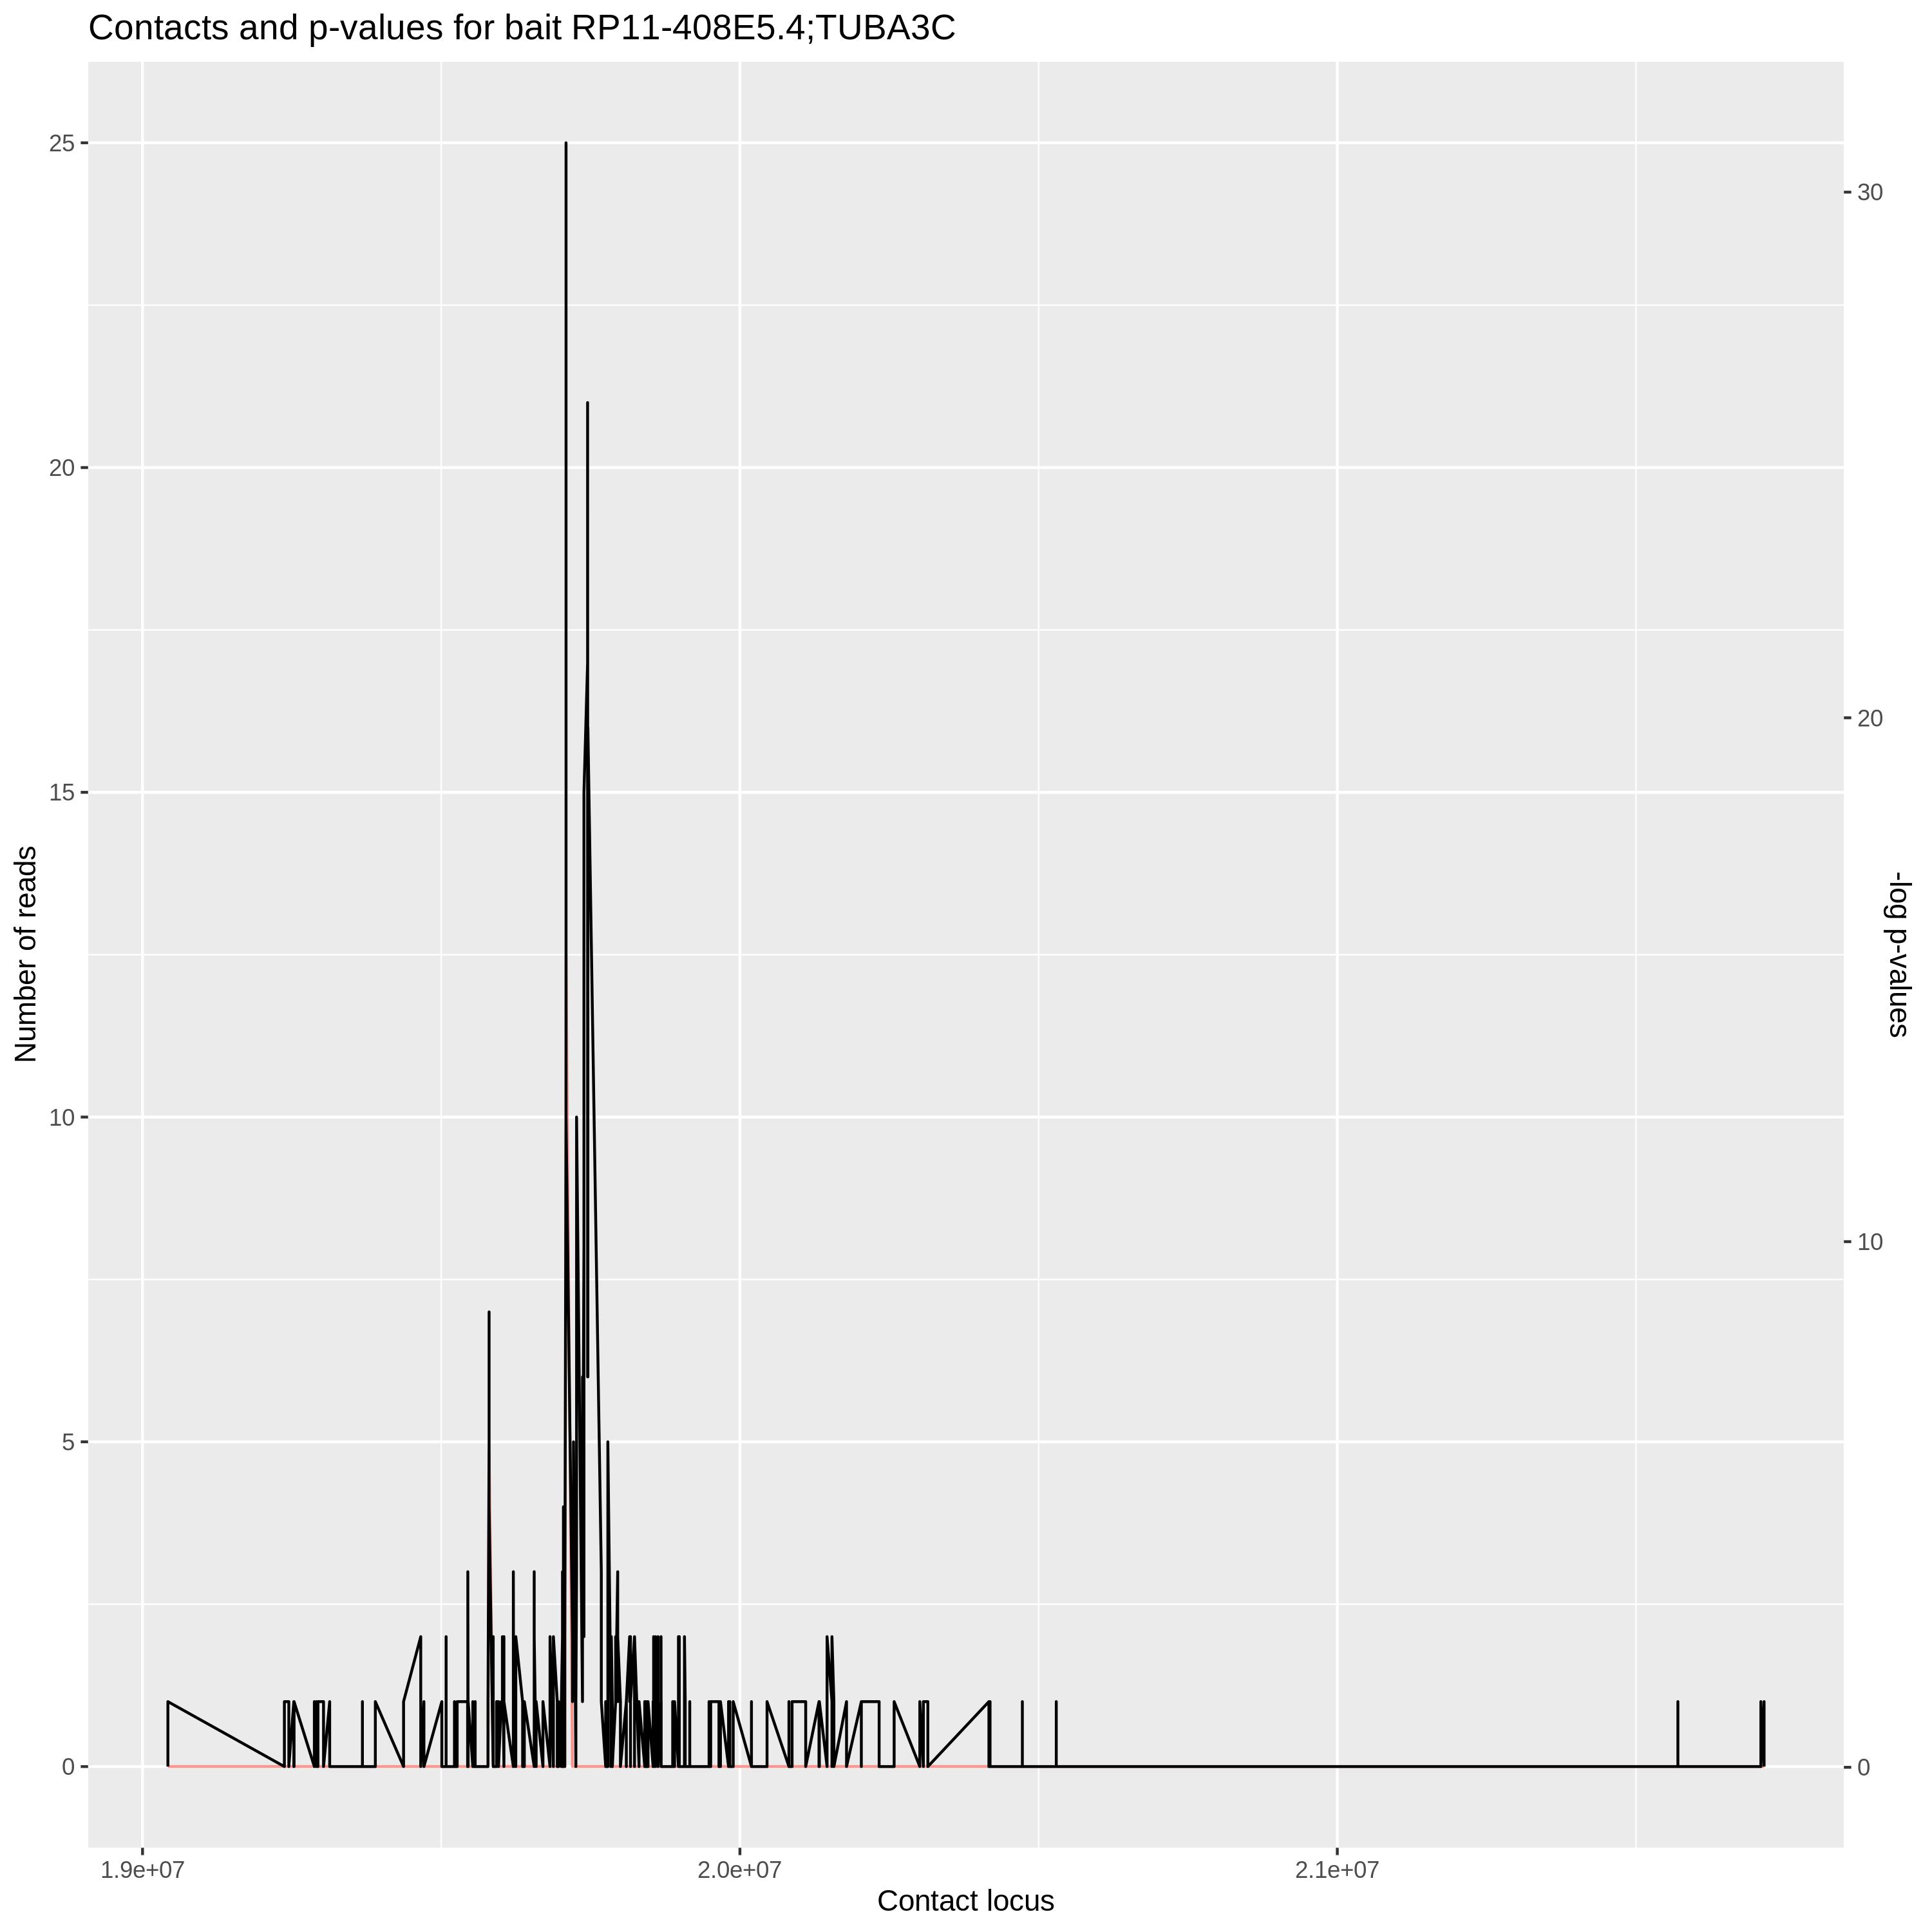 Contacts and p-values for bait RP11-408E5.4;TUBA3C
25
20
15
10
5
0
Number of reads
30
20
10
0
-log p-values
1.9e+07
2.0e+07
2.1e+07
Contact locus